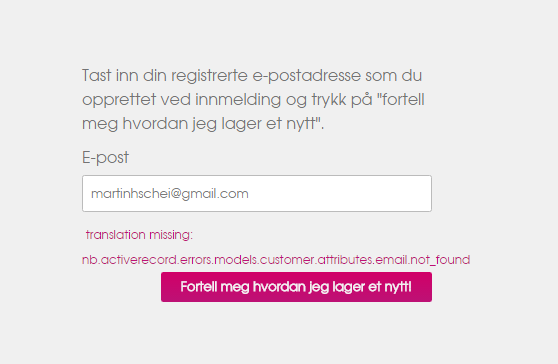 Tast inn din registrerte e-postadresse som du
opprettet ved innmelding og trykk på "fortell
meg hvordan jeg lager et nytt".
E-post
martinhschei@gmail.com
translation missing:
nb.activerecord.errors.models.customer.attributes.email.not_found
Fortell meg hvordan jeg lager et nytt!